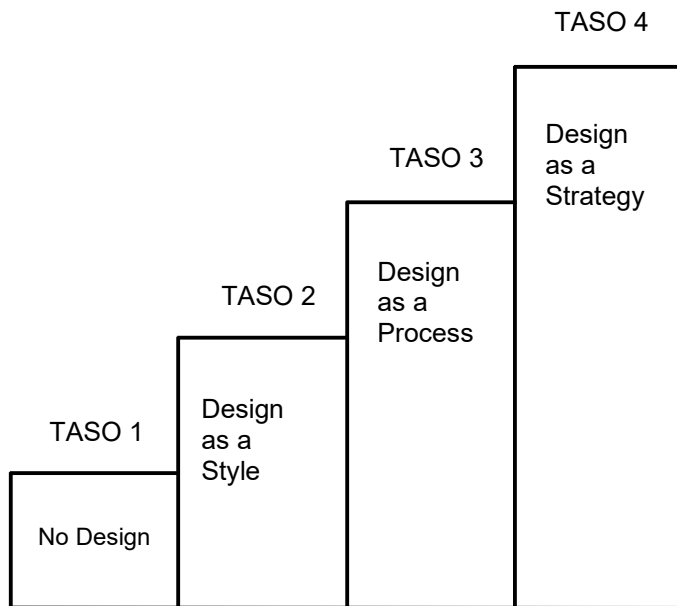 TASO 4
Design
as a
Strategy
TASO 3
Design
as a
Process
TASO 2
Design
as a
Style
TASO 1
No Design